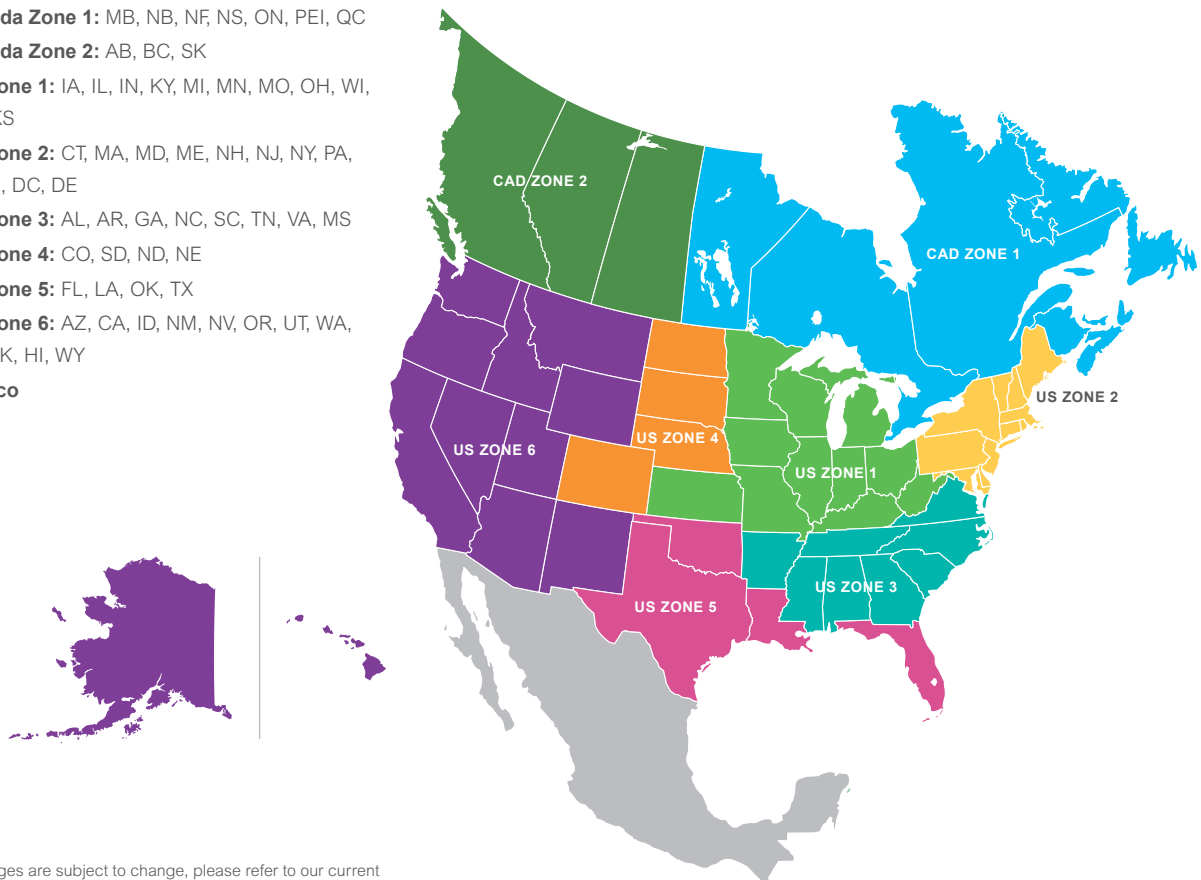 da Zone 1: MB, NB, NF, NS, ON, PEI, QC
da Zone 2: AB, BC, SK
one 1: IA, IL, IN, KY, MI, MN, MO, OH, WI,
KS
one 2: CT, MA, MD, ME, NH, NJ, NY, PA,
, DC, DE
one 3: AL, AR, GA, NC, SC, TN, VA, MS
one 4: CO, SD, ND, NE
one 5: FL, LA, OK, TX
one 6: AZ, CA, ID, NM, NV, OR, UT, WA,
K, HI, WY
co
CAD ZONE 2
CAD ZONE 1
US ZONE 2
US ZONE 4
US ZONE 6
US ZONE 1
US ZONE 3
US ZONE 5
ges are subject to change, please refer to our current